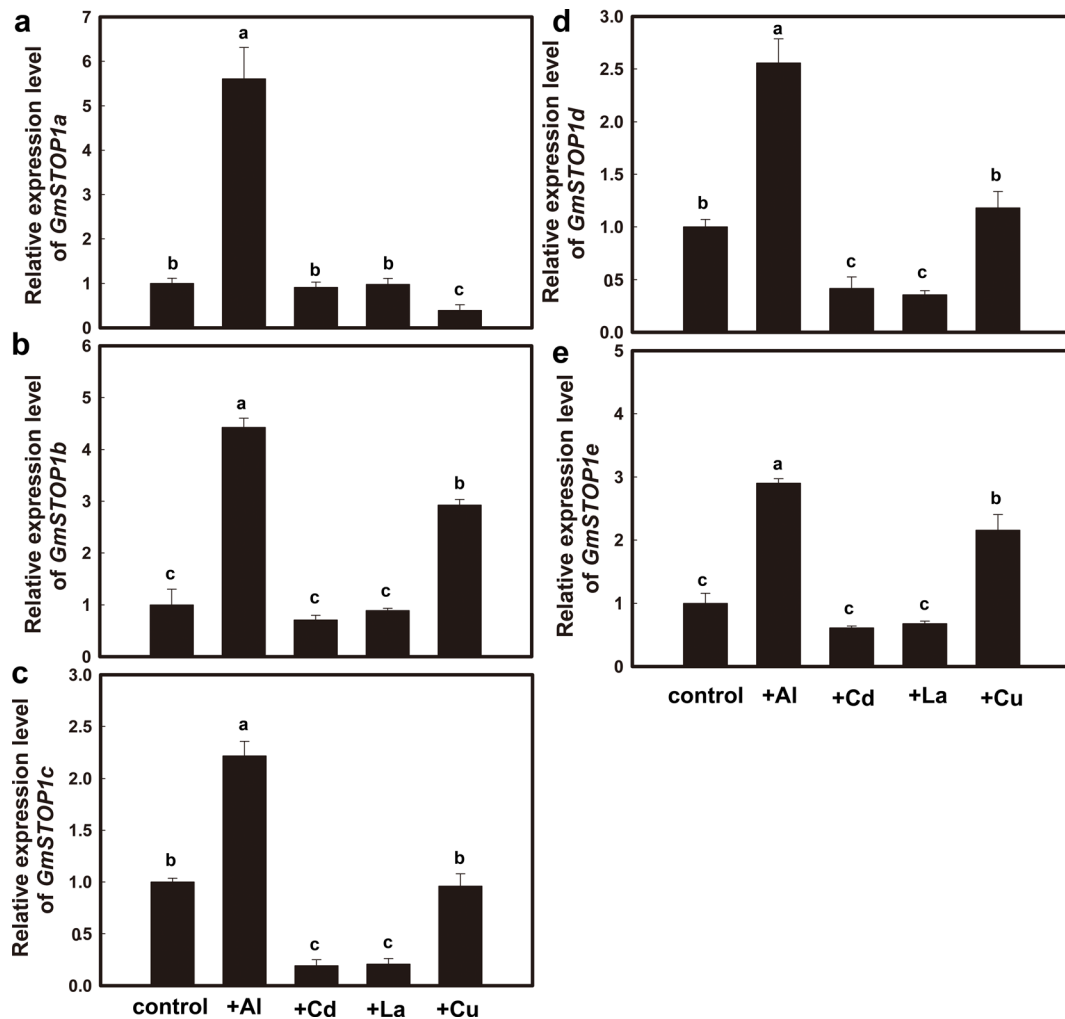 a
Relative expression level
of GmSTOP1a
7
6
5
4
3
2
1
0
b
a
b
b
c
b
Relative expression level
of GmSTOP1b
6
5
4
3
2
1
0
c
a
c
c
b
c
Relative expression level
of GmSTOP1c
3.0
2.5
2.0
1.5
1.0
0.5
0.0
b
a
c
c
b
control +Al +Cd +La +Cu
d
Relative expression level
of GmSTOP1d
3.0
2.5
2.0
1.5
1.0
0.5
0.0
b
a
c
c
b
e
Relative expression level
of GmSTOP1e
5
4
3
2
1
0
c
a
c
c
b
control +Al +Cd +La +Cu